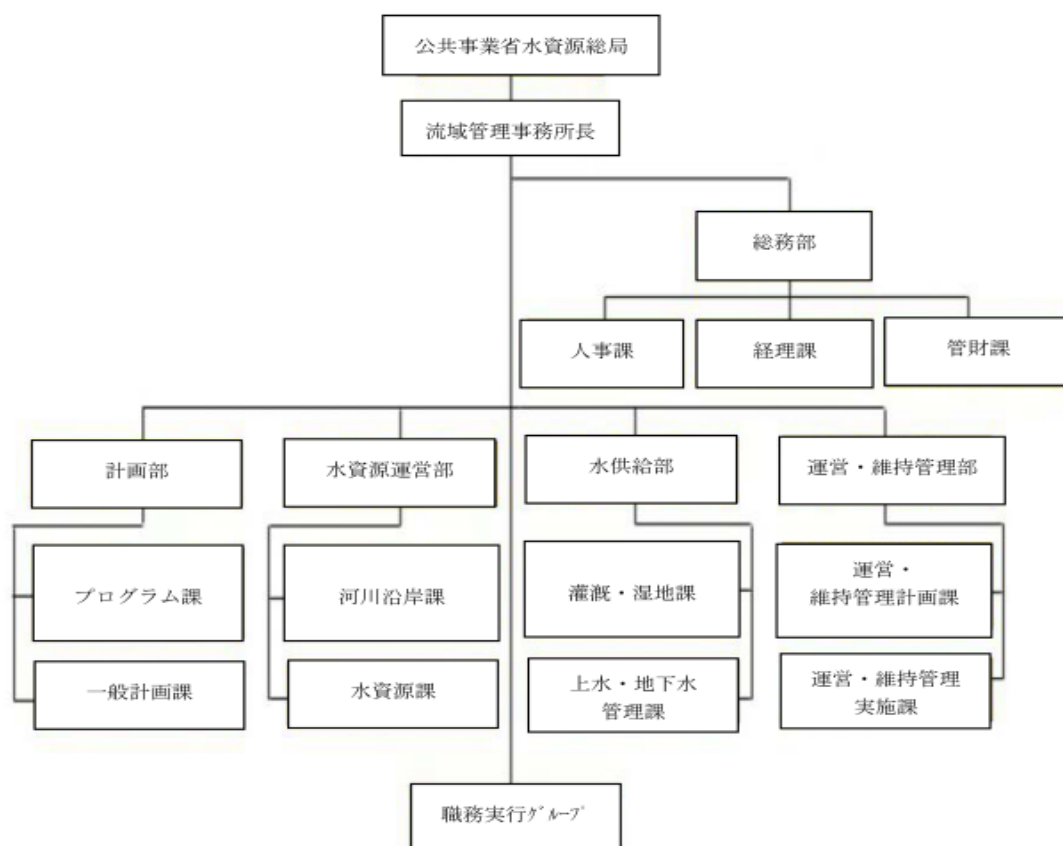 公共事業省水資源総局
流域管理事務所長
総務部
人事課
経理課
管財課
計画部
水資源運営部
水供給部
運営・維持管理部
プログラム課
河川沿岸課
灌漑・湿地課
運営・
維持管理計画課
一般計画課
水資源課
上水・地下水
管理課
運営・維持管理
実施課
職務実行ｸﾞﾙｰﾌﾟ